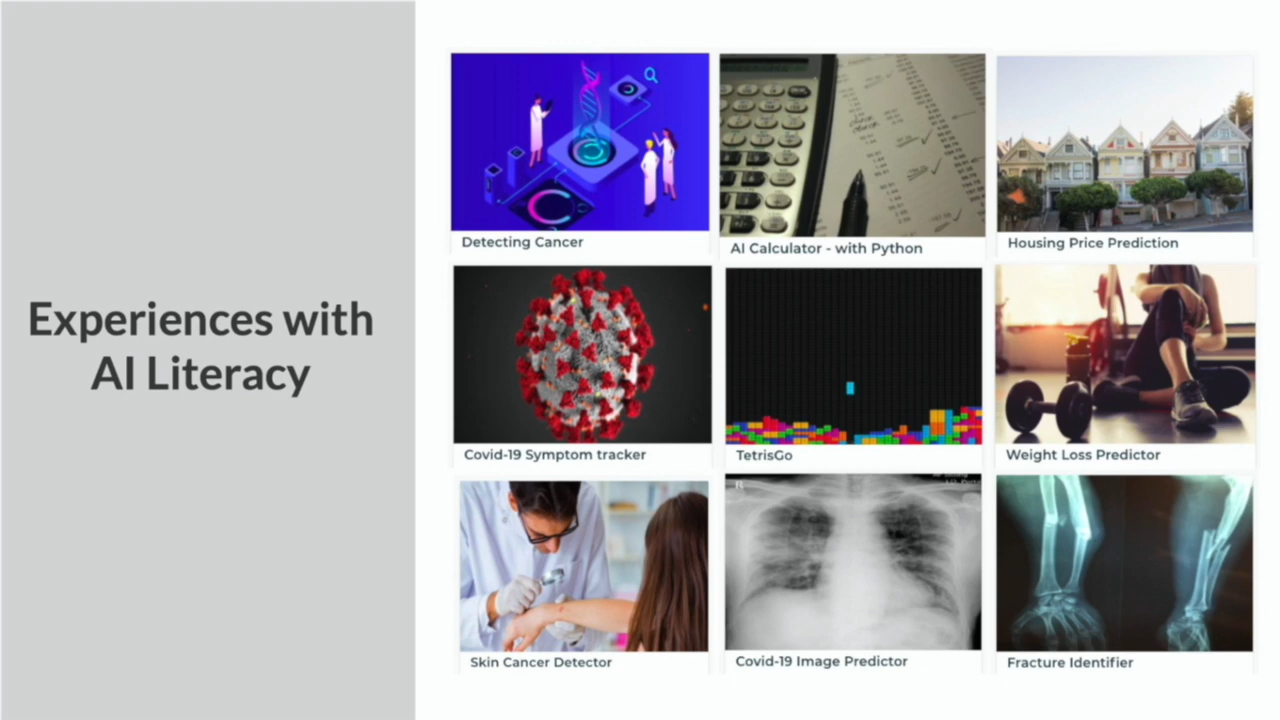 Experiences with
AI Literacy
Detecting Cancer
AI Calculator - with Python
Housing Price Prediction
Covid-19 Symptom tracker
TetrisGo
Weight Loss Predictor
Skin Cancer Detector
Covid-19 Image Predictor
Fracture Identifier